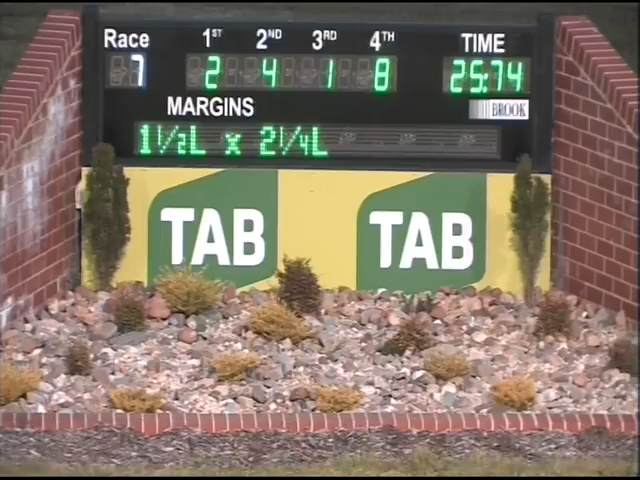 Race 1ST 2ND 3RD 4TH TIME
7 2 4 1 8 25:74
MARGINS BROOK
1½L x 2¼L
TAB TAB